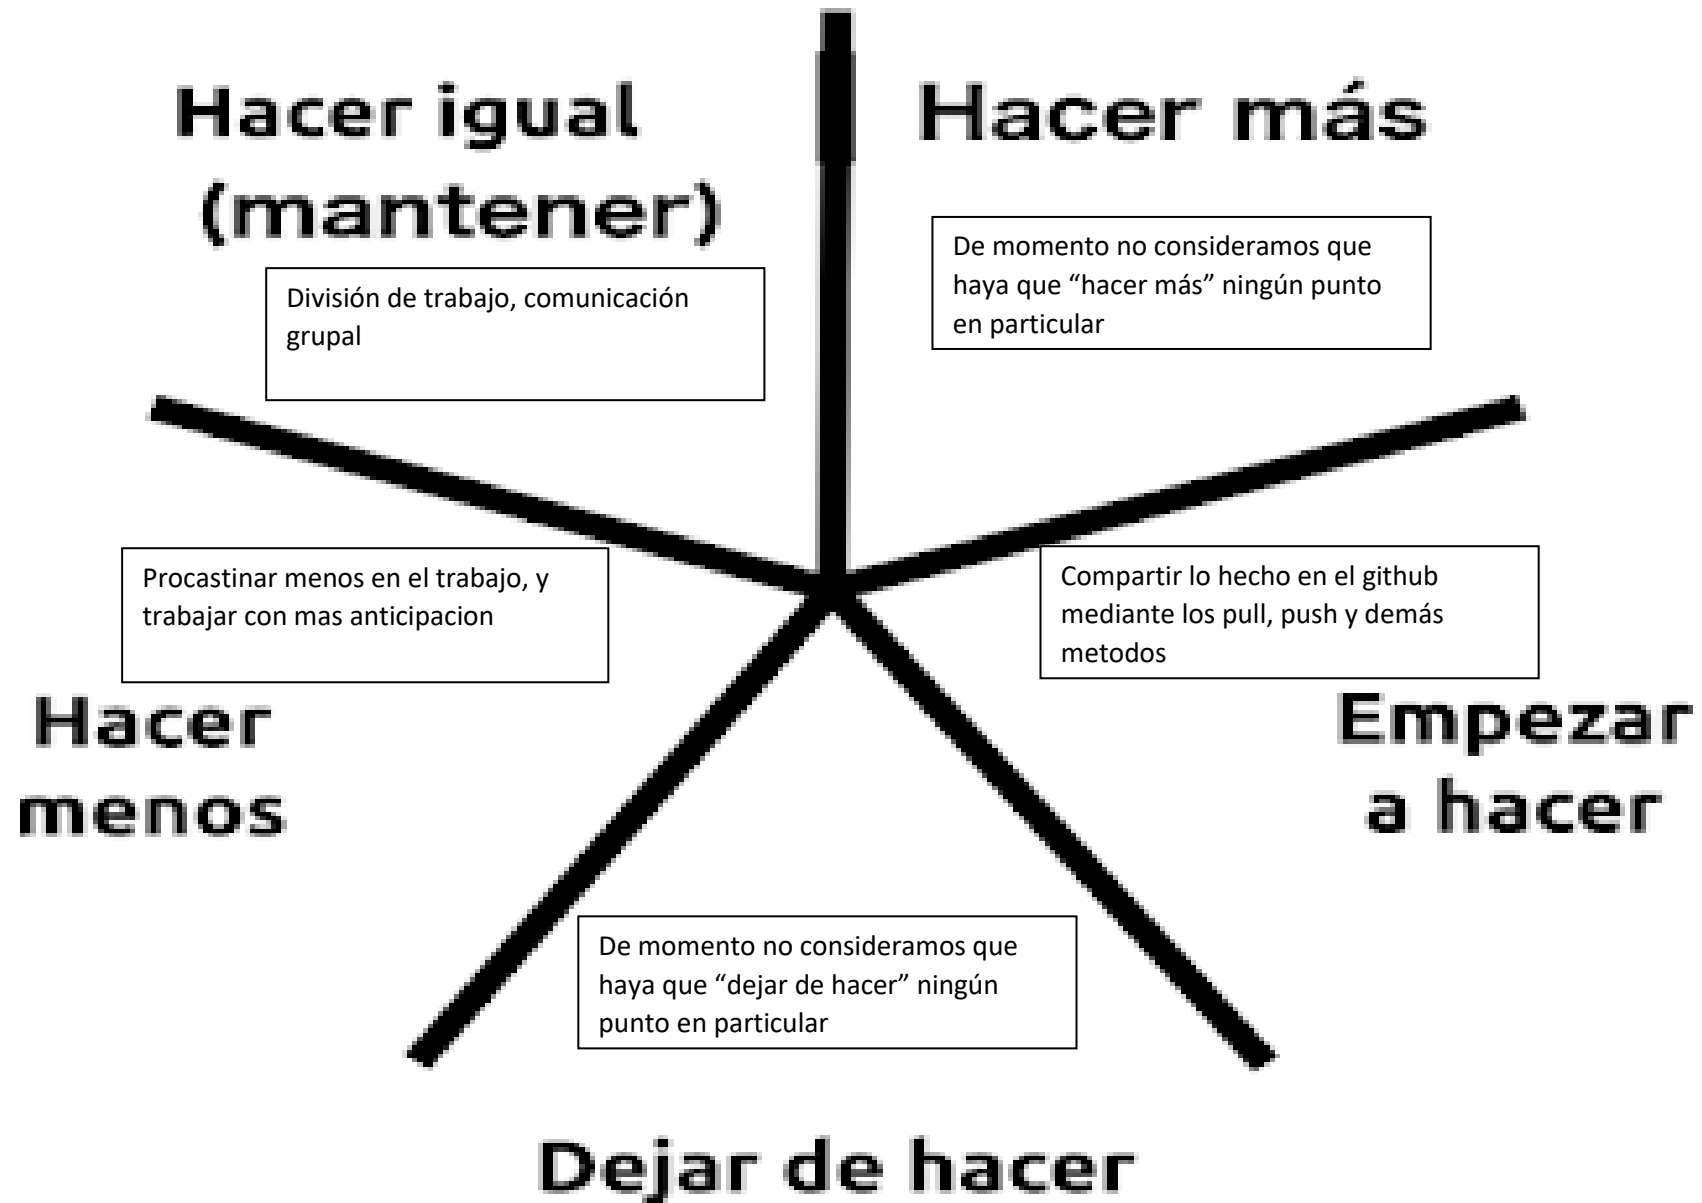 Hacer igual
(mantener)
División de trabajo, comunicación
grupal
Hacer más
De momento no consideramos que
haya que “hacer más” ningún punto
en particular
Procastinar menos en el trabajo, y
trabajar con mas anticipacion
Hacer
menos
Compartir lo hecho en el github
mediante los pull, push y demás
metodos
Empezar
a hacer
De momento no consideramos que
haya que “dejar de hacer” ningún
punto en particular
Dejar de hacer